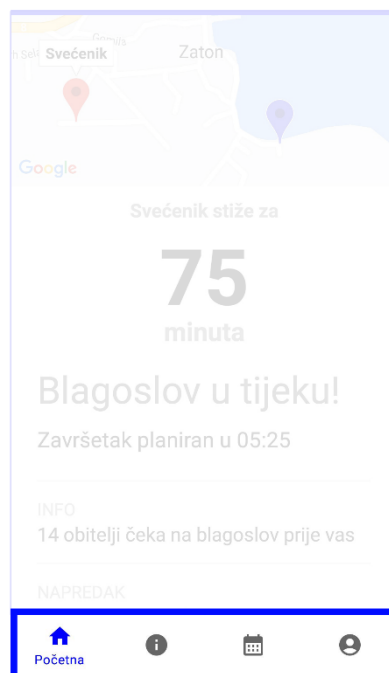 Gornja
Svećenik
Zaton
Google
Svećenik stiže za
75
minuta
Blagoslov u tijeku!
Završetak planiran u 05:25
INFO
14 obitelji čeka na blagoslov prije vas
NAPREDAK
Početna